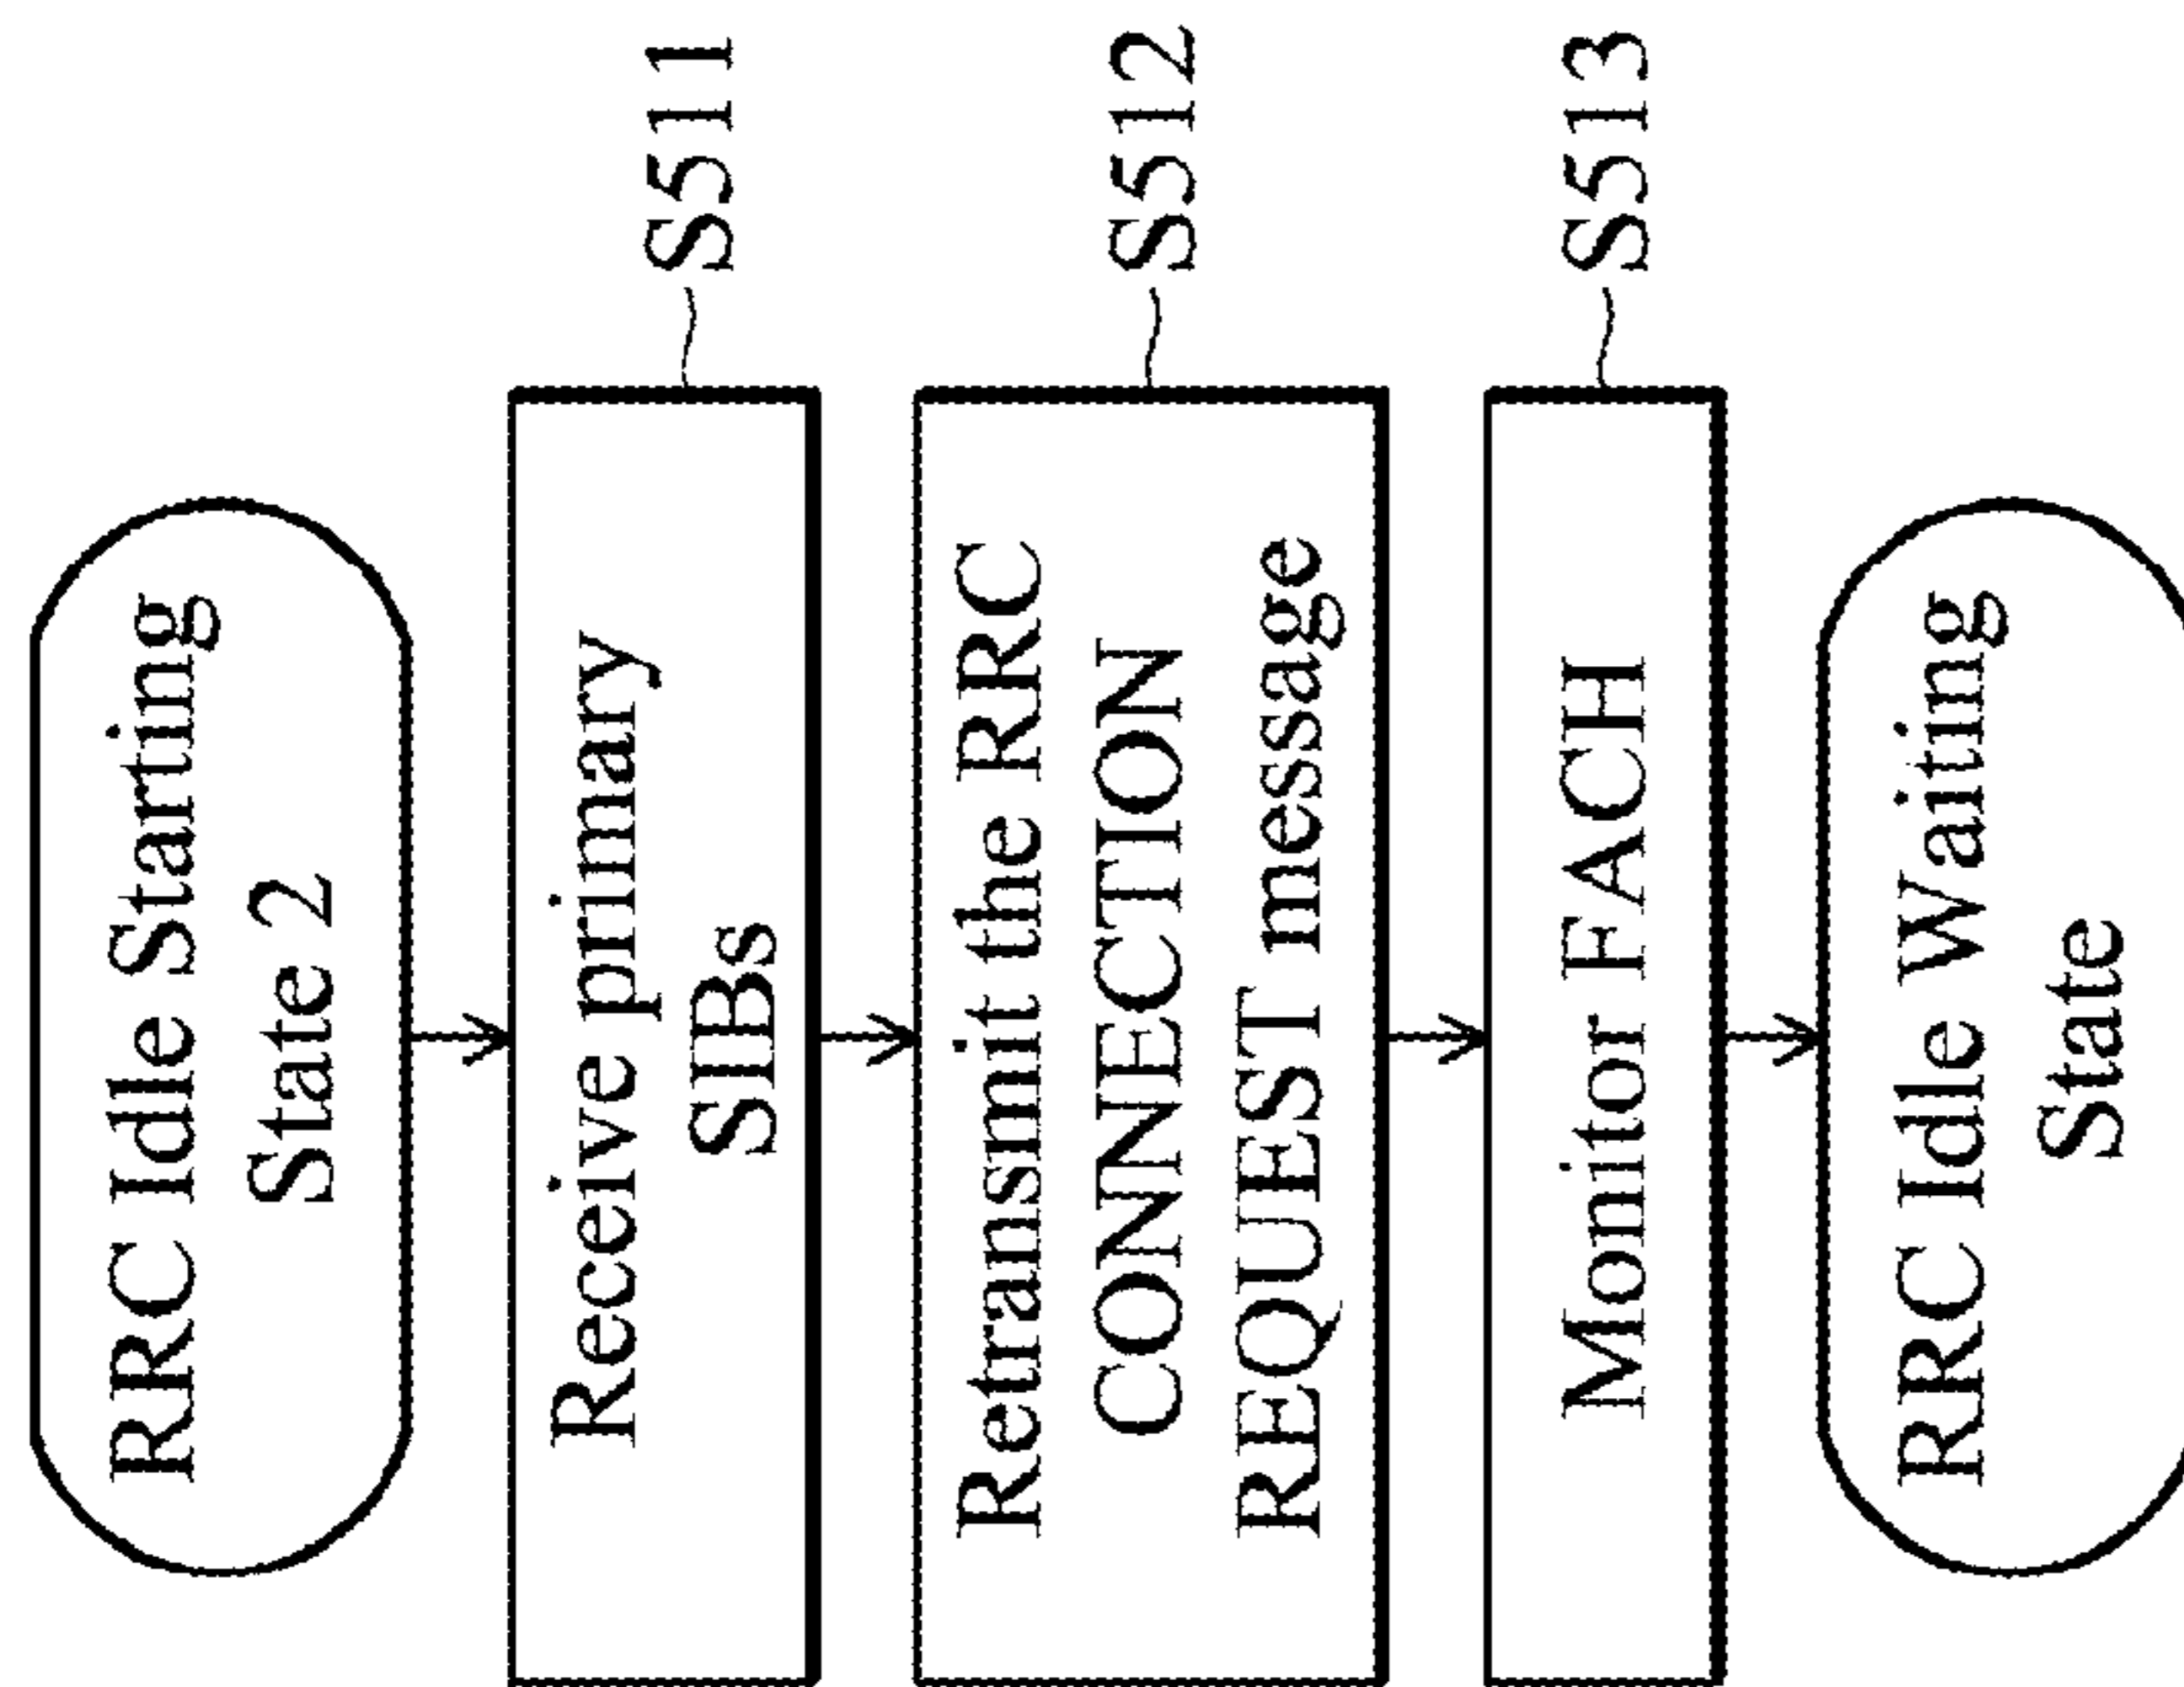 RRC Idle Starting
State 2
Receive primary
SIBs
S511
Retransmit the RRC
CONNECTION
REQUEST message
S512
Monitor FACH
S513
RRC Idle Waiting
State